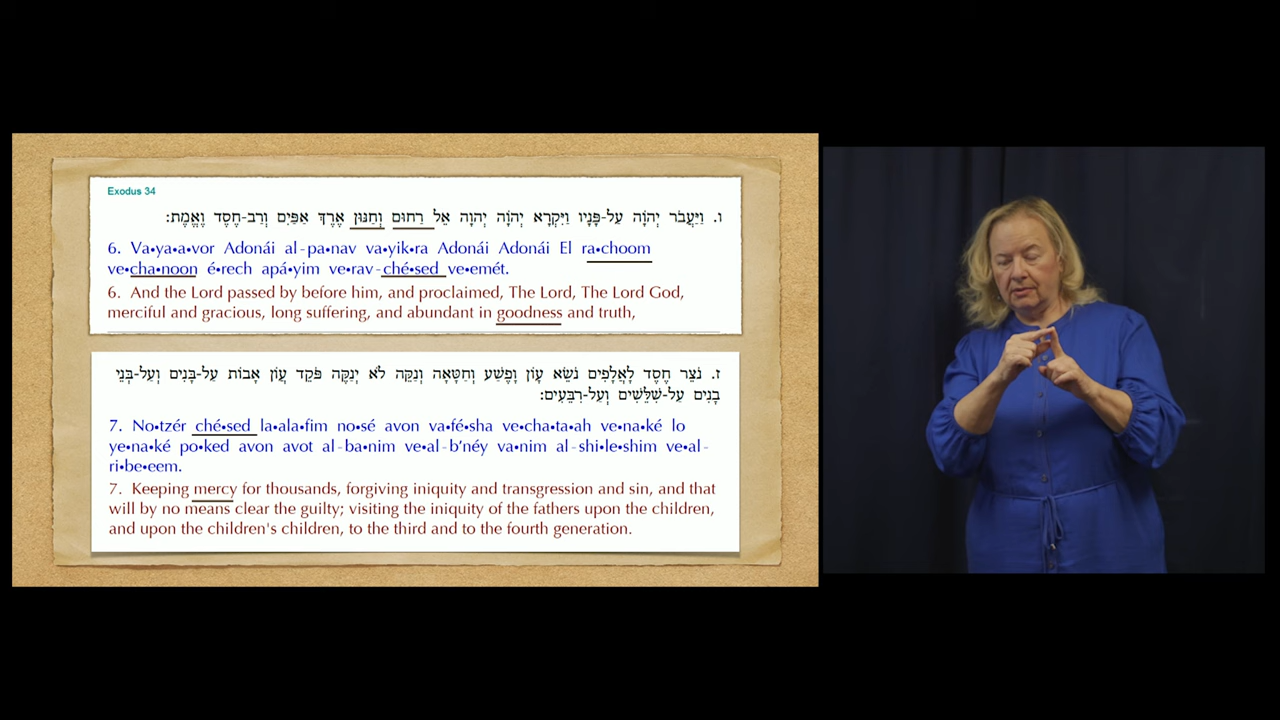 Exodus 34
ו. וַיַּעֲבֹר יְהוָֹה עַל-פָּנָיו וַיִּקְרָא יְהוָֹה יְהוָה אֵל רַחוּם וְחַנּוּן אֶרֶךְ אַפַּיִם וְרַב-חֶסֶד וֶאֱמֶת:
6. Va•ya•a•vor Adonái al-pa•nav va•yik•ra Adonái Adonái El ra•choom
ve•cha•noon é•rech apá•yim ve•rav-ché•sed ve•emét.
6. And the Lord passed by before him, and proclaimed, The Lord, The Lord God,
merciful and gracious, long suffering, and abundant in goodness and truth,
ז. נֹצֵר חֶסֶד לָאֲלָפִים נֹשֵׂא עָוֹן וָפֶשַׁע וְחַטָּאָה וְנַקֵּה לֹא יְנַקֶּה פֹּקֵד עֲוֹן אָבוֹת עַל-בָּנִים וְעַל-בְּנֵי
בָנִים עַל-שִׁלֵּשִׁים וְעַל-רִבֵּעִים:
7. No•tzér ché•sed la•ala•fim no•sé avon va•fé•sha ve•cha•ta•ah ve•na•ké lo
ye•na•ké po•ked avon avot al-ba•nim ve•al-b’néy va•nim al-shi•le•shim ve•al-
ri•be•eem.
7. Keeping mercy for thousands, forgiving iniquity and transgression and sin, and that
will by no means clear the guilty; visiting the iniquity of the fathers upon the children,
and upon the children's children, to the third and to the fourth generation.